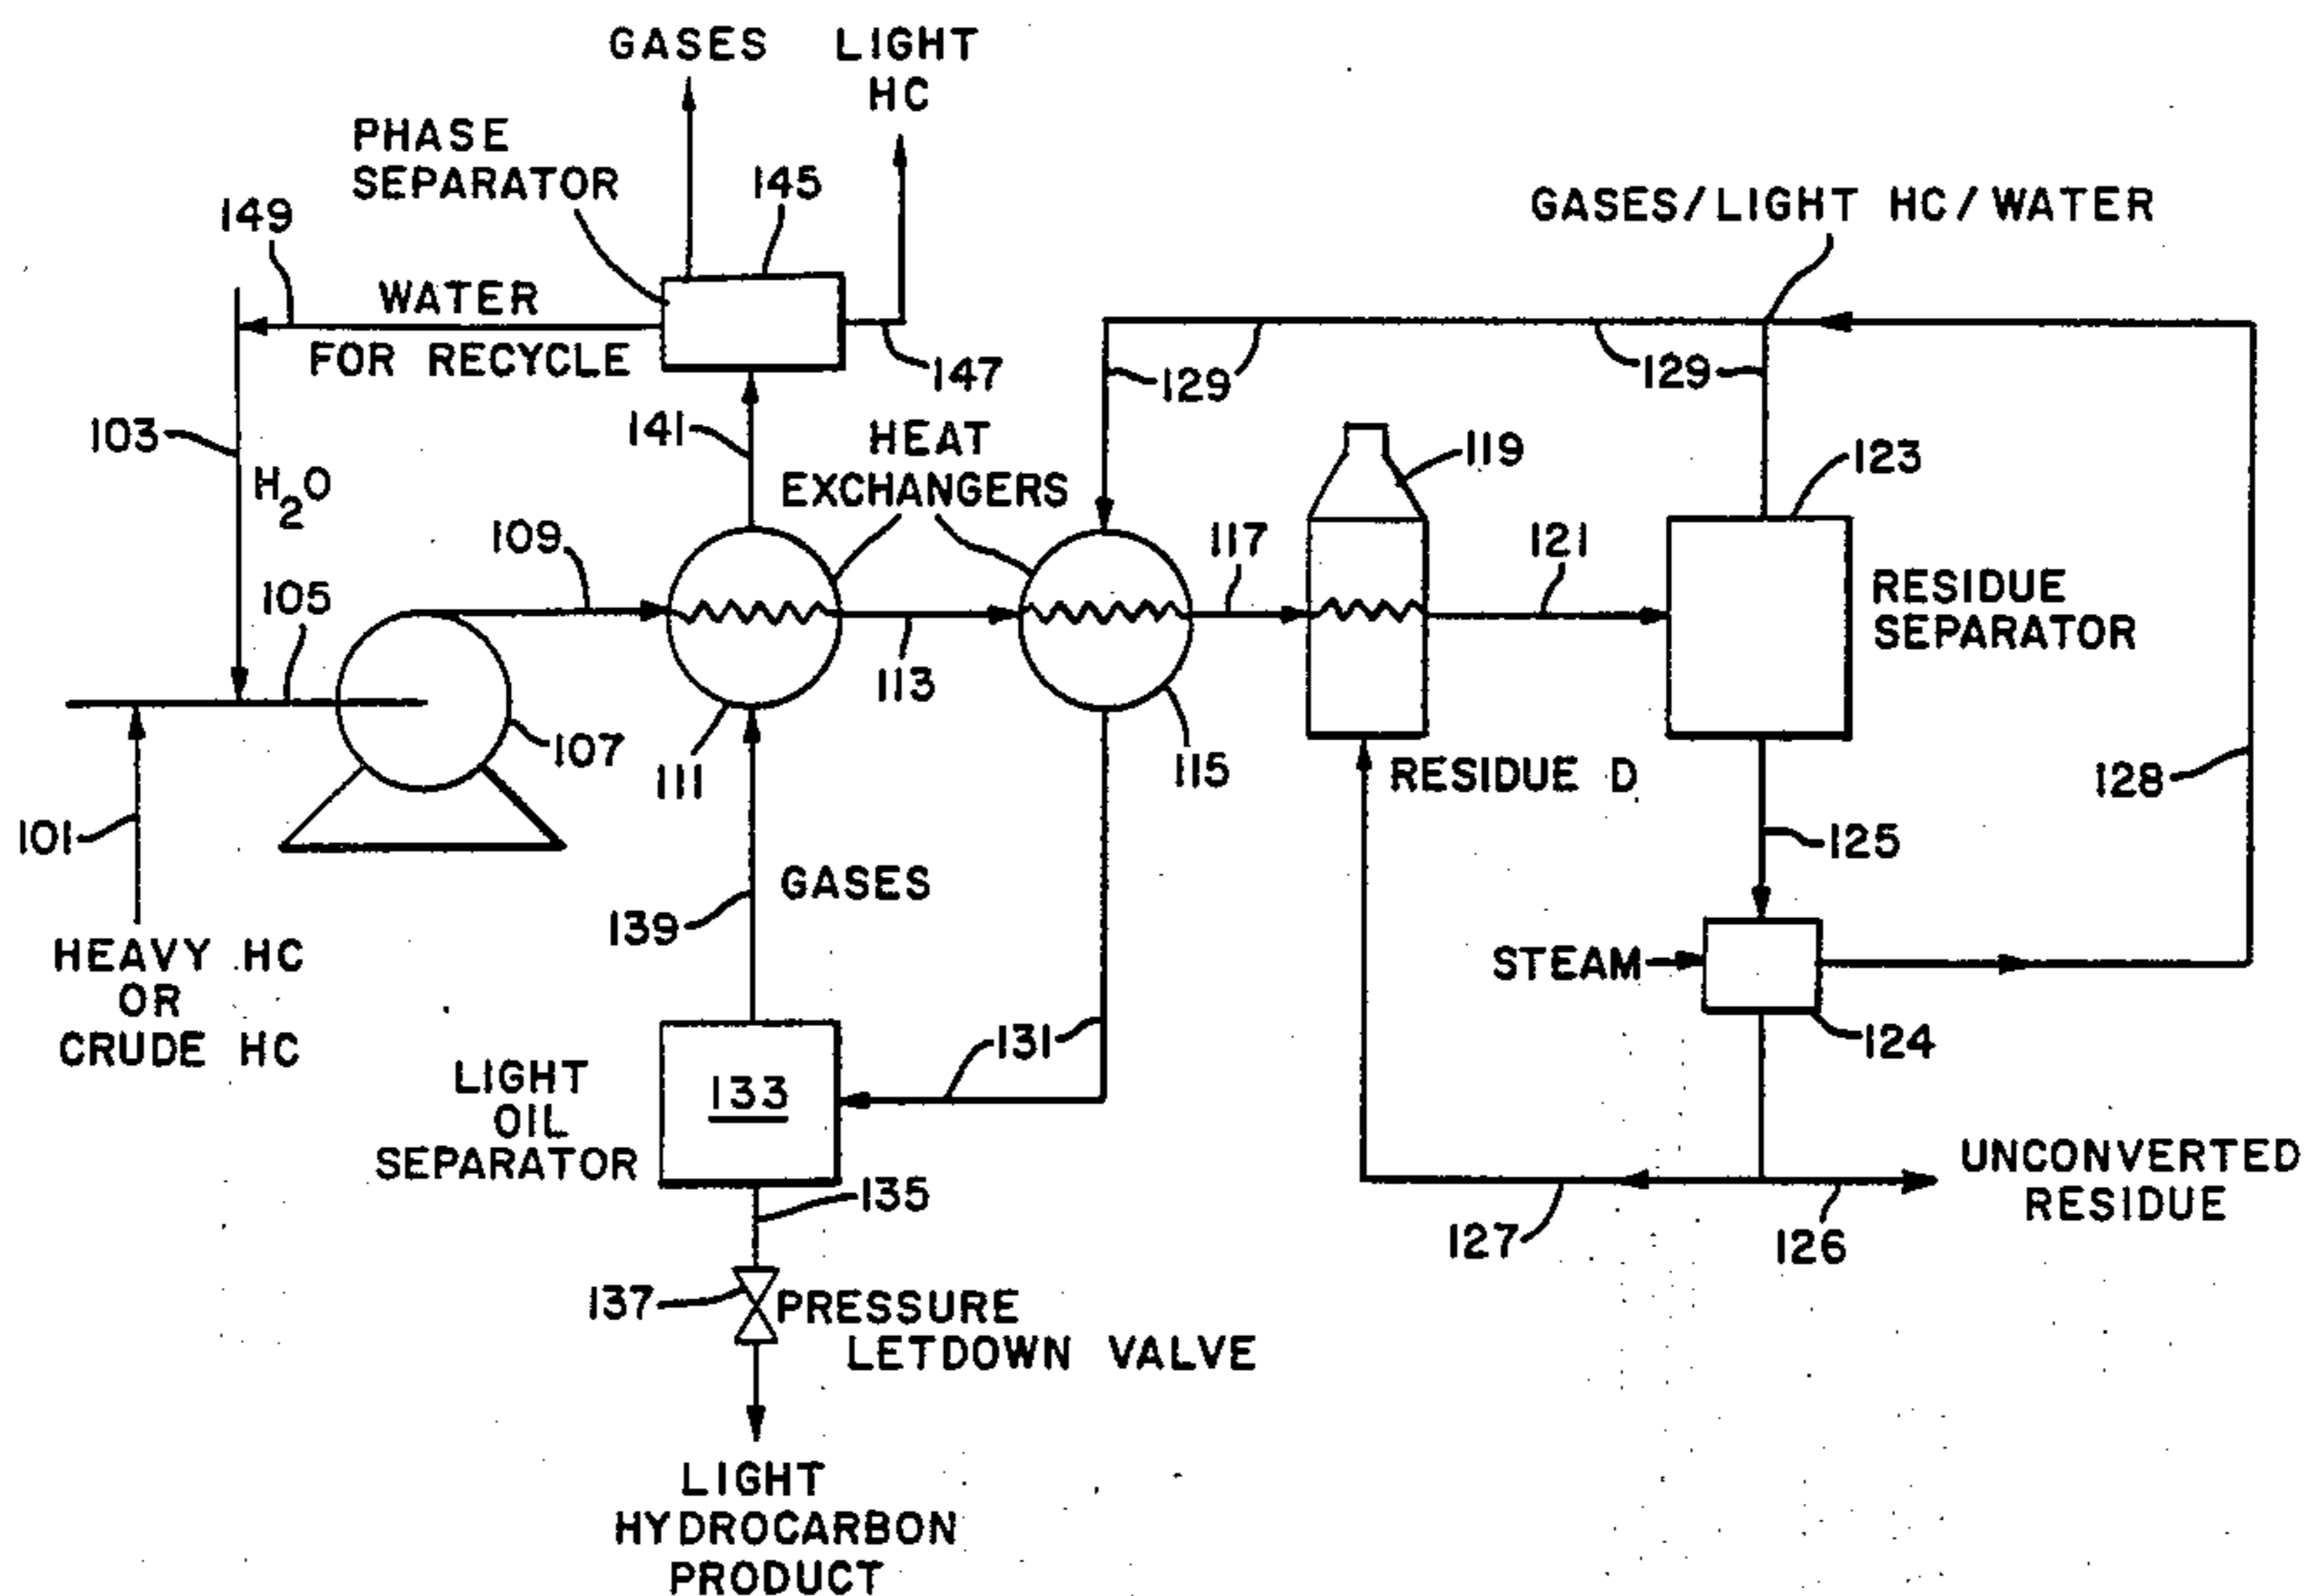 GASES
LIGHT
HC
PHASE
SEPARATOR
145
149
GASES/LIGHT HC/WATER
WATER
FOR RECYCLE
147
129
129
103
H2O
141
HEAT
EXCHANGERS
119
123
109
105
117
121
RESIDUE
SEPARATOR
113
107
111
115
RESIDUE D
128
101
125
139
GASES
HEAVY HC
OR
CRUDE HC
STEAM
124
131
LIGHT
OIL
SEPARATOR
133
135
UNCONVERTED
RESIDUE
127
126
137
PRESSURE
LETDOWN VALVE
LIGHT
HYDROCARBON
PRODUCT